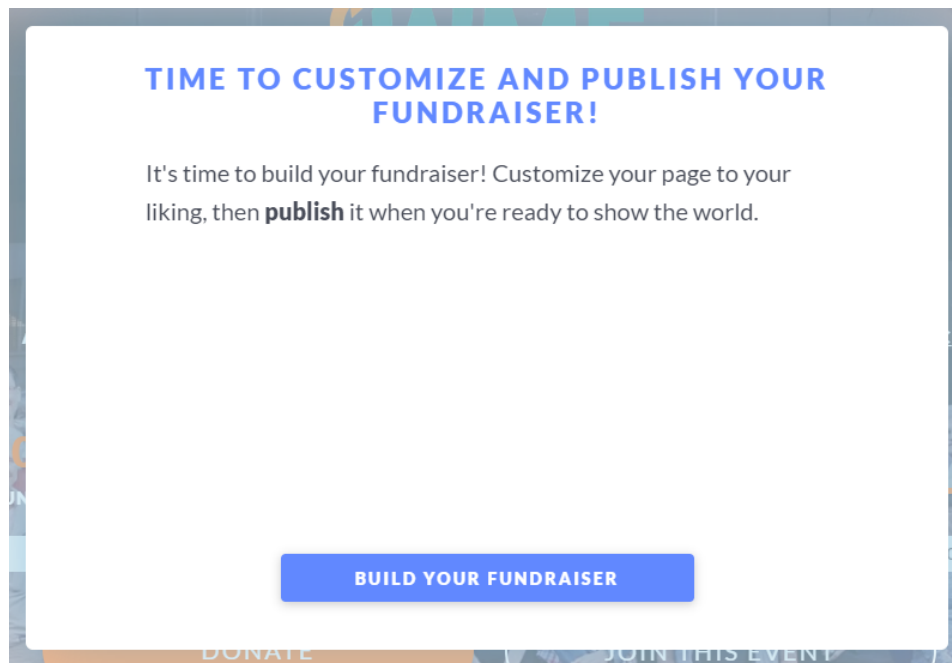 TIME TO CUSTOMIZE AND PUBLISH YOUR
FUNDRAISER!
It's time to build your fundraiser! Customize your page to your
liking, then publish it when you're ready to show the world.
BUILD YOUR FUNDRAISER
DONATE
JOIN THIS EVENT